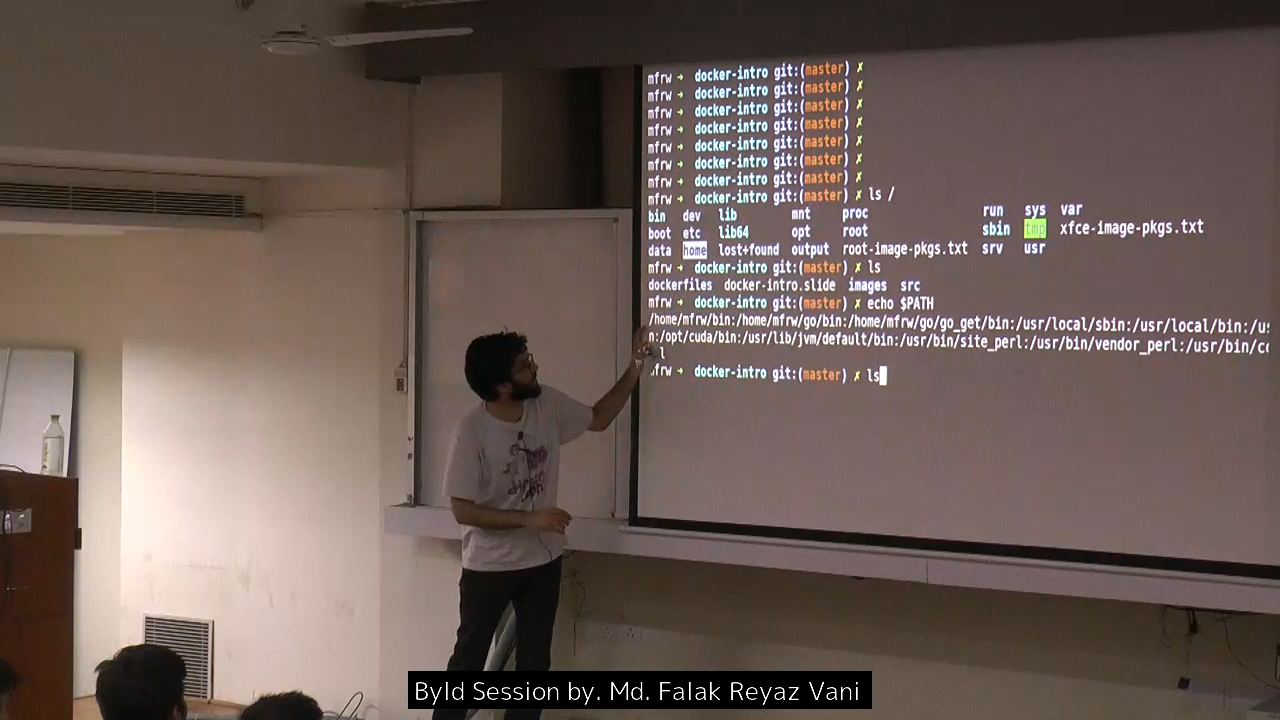 mfrw → docker-intro git:(master) ✗
mfrw → docker-intro git:(master) ✗
mfrw → docker-intro git:(master) ✗
mfrw → docker-intro git:(master) ✗
mfrw → docker-intro git:(master) ✗
mfrw → docker-intro git:(master) ✗
mfrw → docker-intro git:(master) ✗
mfrw → docker-intro git:(master) ✗ ls /
bin dev lib mnt proc run sys var
boot etc lib64 opt root sbin tmp xfce-image-pkgs.txt
data home lost+found output root-image-pkgs.txt srv usr
mfrw → docker-intro git:(master) ✗ ls
dockerfiles docker-intro.slide images src
mfrw → docker-intro git:(master) ✗ echo $PATH
/home/mfrw/bin:/home/mfrw/go/bin:/home/mfrw/go/go_get/bin:/usr/local/sbin:/usr/local/bin:/us
n:/opt/cuda/bin:/usr/lib/jvm/default/bin:/usr/bin/site_perl:/usr/bin/vendor_perl:/usr/bin/co
l
mfrw → docker-intro git:(master) ✗ ls
Byld Session by. Md. Falak Reyaz Vani